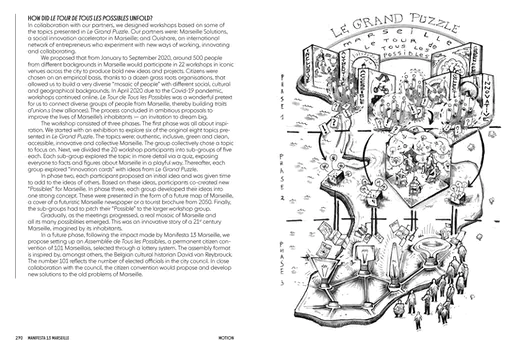 HOW DID LE TOUR DE TOUS LES POSSIBLES UNFOLD?
In collaboration with our partners, we designed workshops based on some of
the topics presented in Le Grand Puzzle. Our partners were: Marseille Solutions,
a social innovation accelerator in Marseille; and Ouishare, an international
network of entrepreneurs who experiment with new ways of working, innovating
and collaborating.
We proposed that from January to September 2020, around 500 people
from different backgrounds in Marseille would participate in 22 workshops in iconic
venues across the city to produce bold new ideas and projects. Citizens were
chosen on an empirical basis, thanks to a dozen grass roots organisations, that
allowed us to build a very diverse "mosaic of people" with different social, cultural
and geographical backgrounds. In April 2020 due to the Covid-19 pandemic,
workshops continued online. Le Tour de Tous les Possibles was a wonderful pretext
for us to connect diverse groups of people from Marseille, thereby building traits
d'unions (new alliances). The process concluded in ambitious proposals to
improve the lives of Marseille's inhabitants — an invitation to dream big.
The workshop consisted of three phases. The first phase was all about inspi-
ration. We started with an exhibition to explore six of the original eight topics pre-
sented in Le Grand Puzzle. The topics were: authentic, inclusive, green and clean,
accessible, innovative and collective Marseille. The group collectively chose a topic
to focus on. Next, we divided the 20 workshop participants into sub-groups of five
each. Each sub-group explored the topic in more detail via a quiz, exposing
everyone to facts and figures about Marseille in a playful way. Thereafter, each
group explored "innovation cards" with ideas from Le Grand Puzzle.
In phase two, each participant proposed an initial idea and was given time
to add to the ideas of others. Based on these ideas, participants co-created new
"Possibles" for Marseille. In phase three, each group developed their ideas into
one strong concept. These were presented in the form of a future map of Marseille,
a cover of a futuristic Marseille newspaper or a tourist brochure from 2050. Finally,
the sub-groups had to pitch their "Possible" to the larger workshop group.
Gradually, as the meetings progressed, a real mosaic of Marseille and
all its many possibilities emerged. This was an innovative story of a 21st century
Marseille, imagined by its inhabitants.
In a future phase, following the impact made by Manifesta 13 Marseille, we
propose setting up an Assemblée de Tous les Possibles, a permanent citizen con-
vention of 101 Marseillais, selected through a lottery system. The assembly format
is inspired by, amongst others, the Belgian cultural historian David van Reybrouck.
The number 101 reflects the number of elected officials in the city council. In close
collaboration with the council, the citizen convention would propose and develop
new solutions to the old problems of Marseille.
290 MANIFESTA 13 MARSEILLE
MOTION
LE GRAND PUZZLE
MARSEILLE
LE TOUR DE
TOUS LES
POSSIBLES
PHASE 1
PHASE 2
PHASE 3